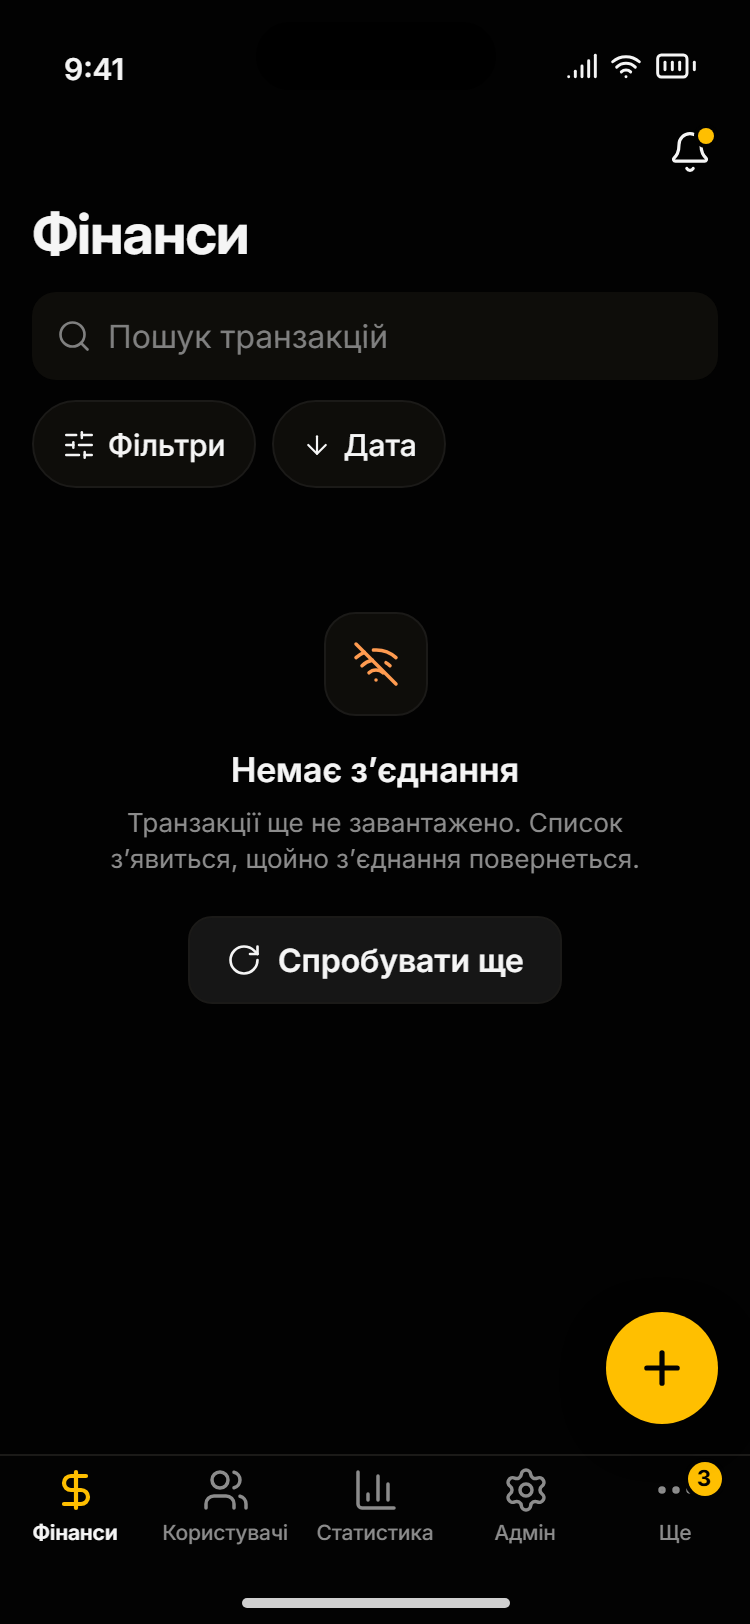 9:41
Фінанси
Пошук транзакцій
Фільтри
Дата
Немає з’єднання
Транзакції ще не завантажено. Список
з’явиться, щойно з’єднання повернеться.
Спробувати ще
3
Фінанси
Користувачі
Статистика
Адмін
Ще